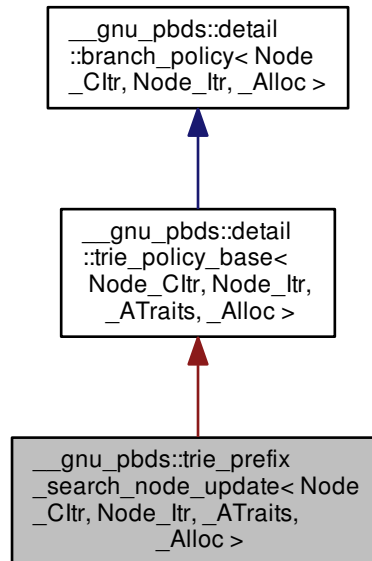 __gnu_pbds::detail
::branch_policy< Node
_CItr, Node_Itr, _Alloc >
__gnu_pbds::detail
::trie_policy_base<
Node_CItr, Node_Itr,
_ATraits, _Alloc >
__gnu_pbds::trie_prefix
_search_node_update< Node
_CItr, Node_Itr, _ATraits,
_Alloc >